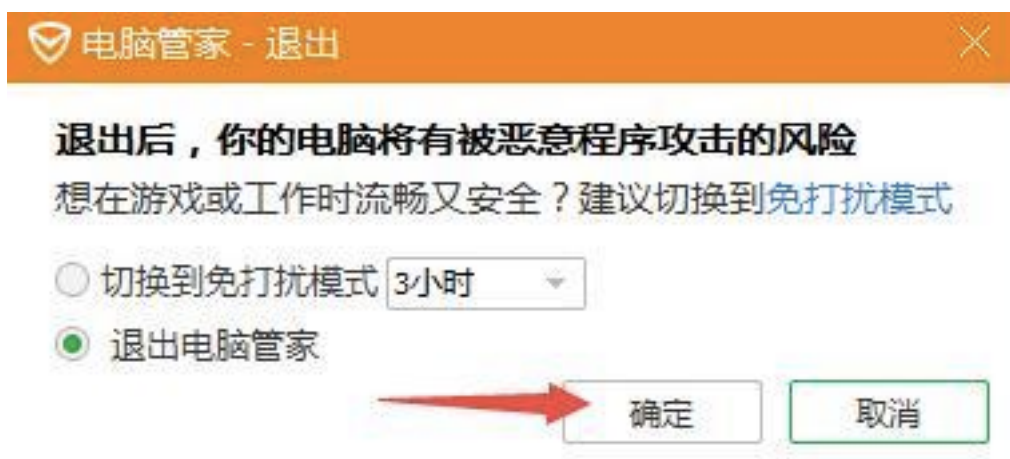 电脑管家 - 退出
退出后，你的电脑将有被恶意程序攻击的风险
想在游戏或工作时流畅又安全？建议切换到免打扰模式
切换到免打扰模式 3小时
退出电脑管家
确定 取消